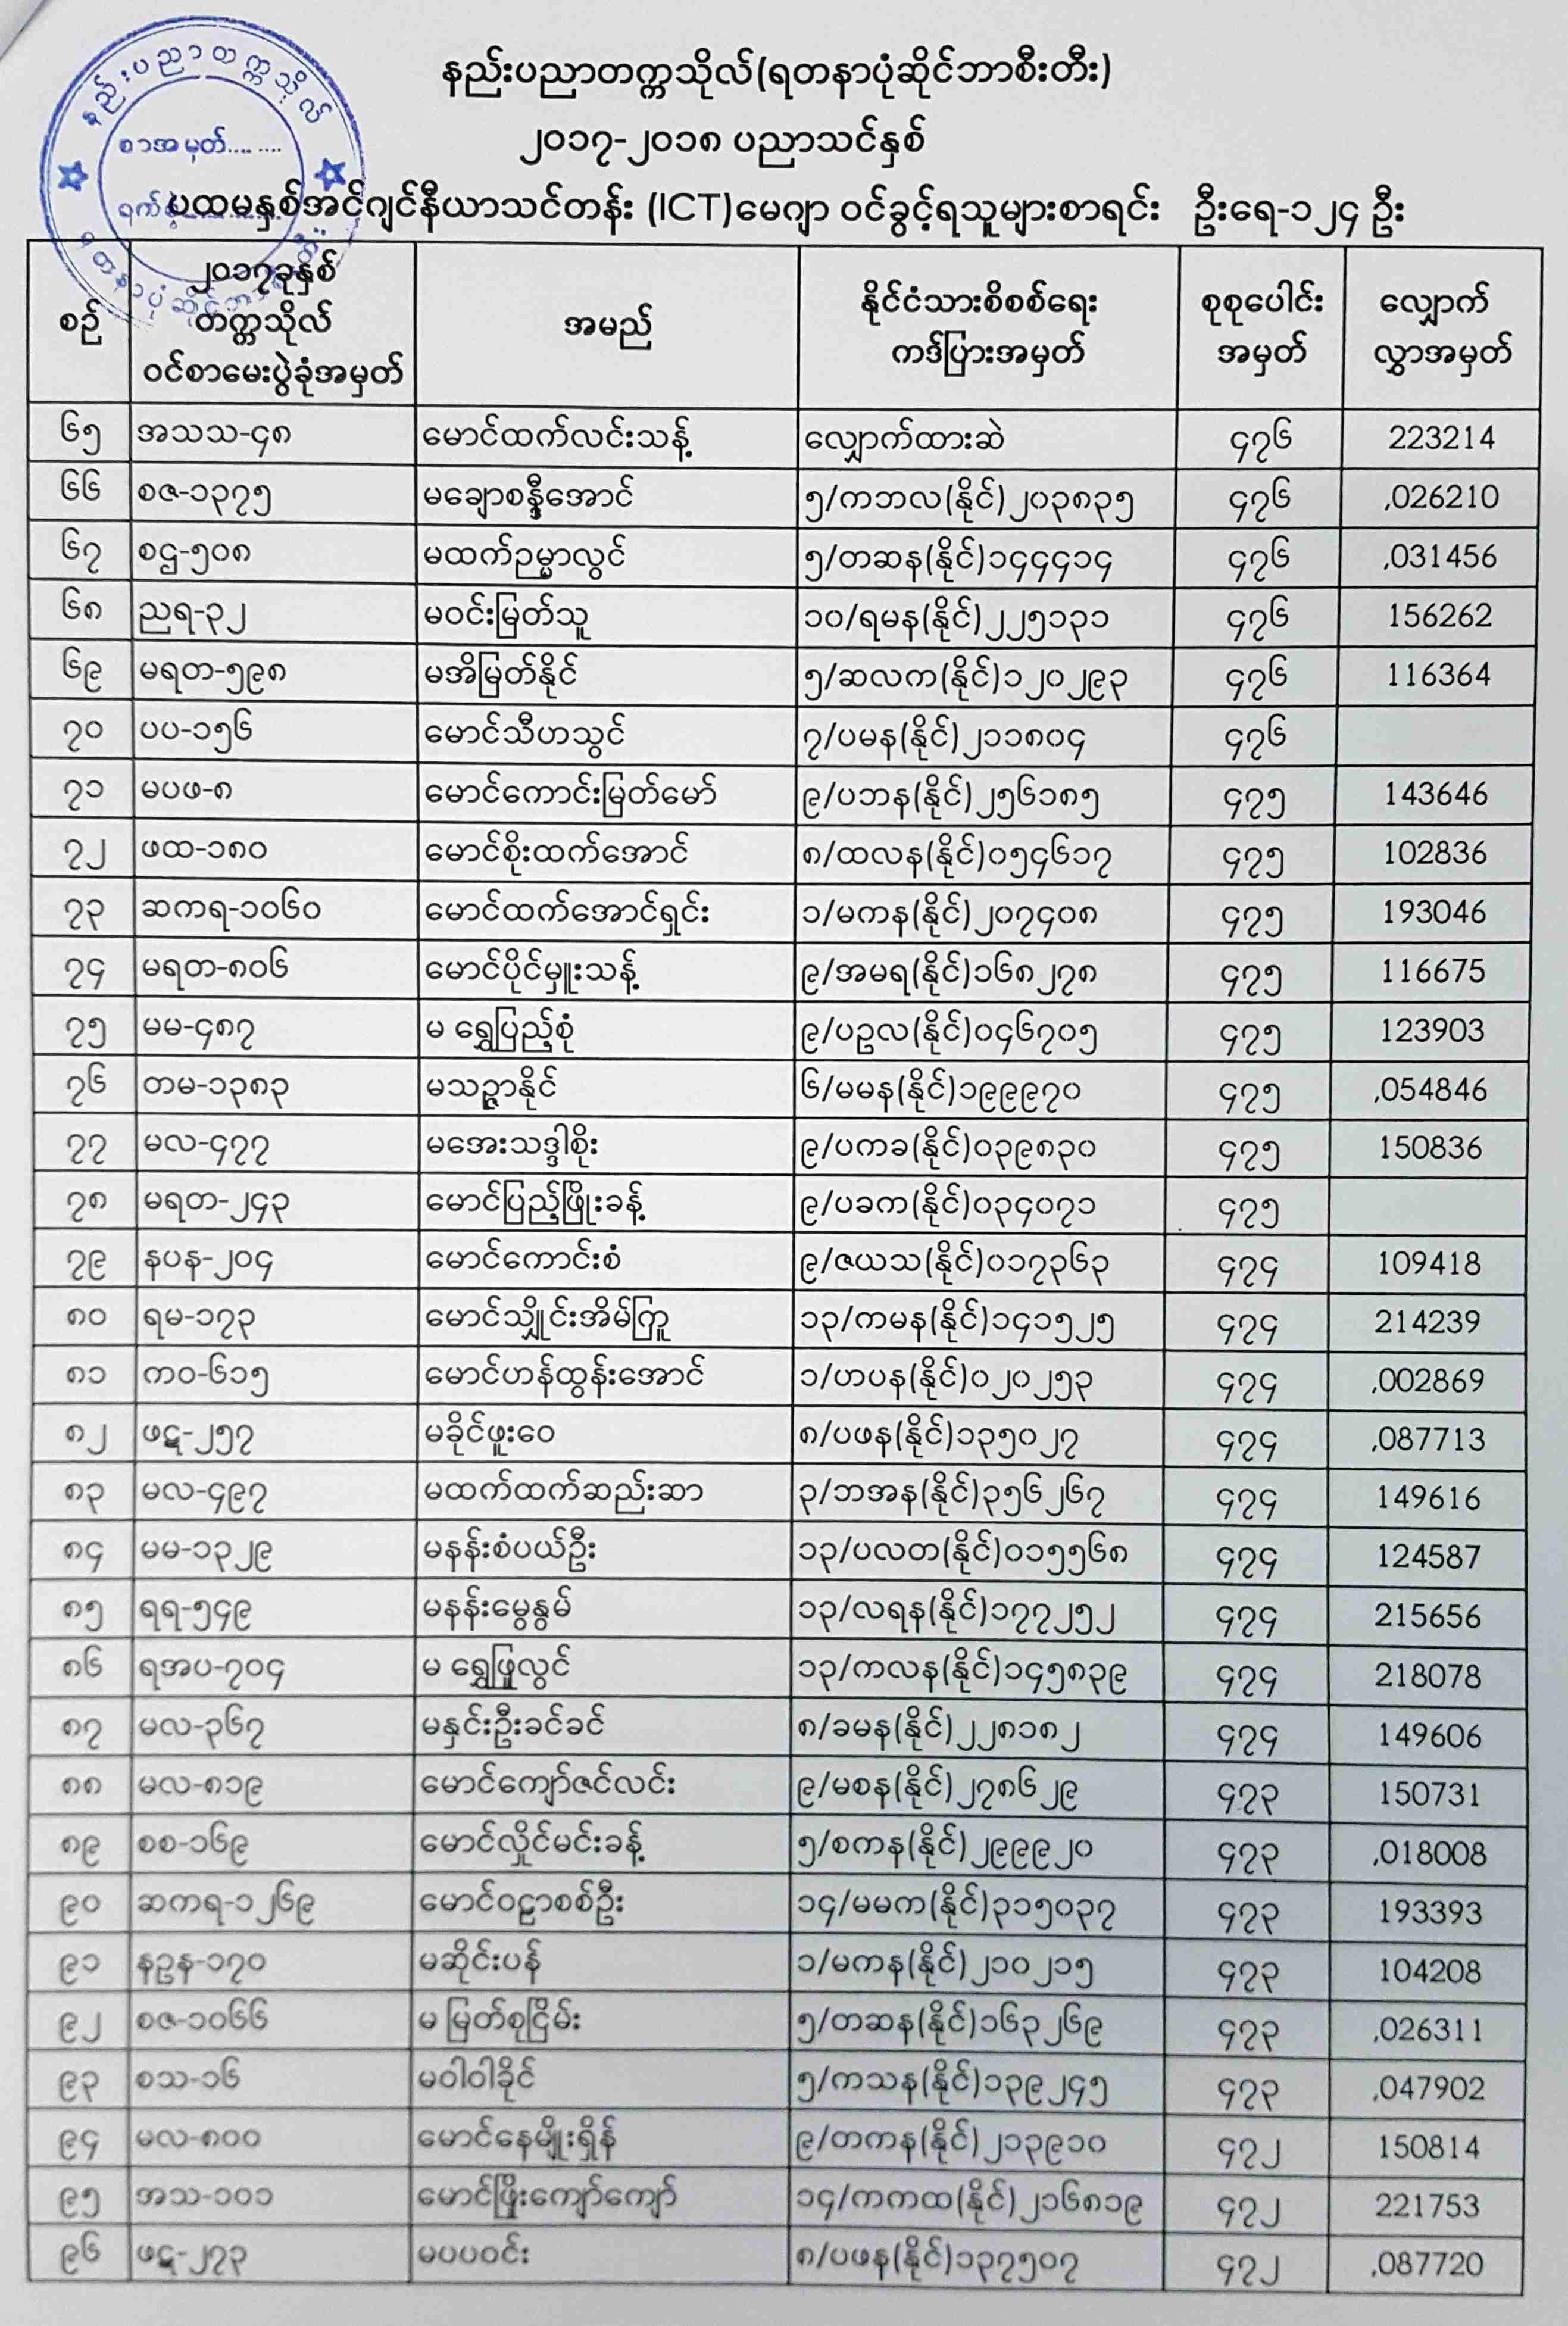 နည်းပညာတက္ကသိုလ်
စာအမှတ်.... ....
နည်းပညာတက္ကသိုလ်(ရတနာပုံဆိုင်ဘာစီးတီး)
၂၀၁၇-၂၀၁၈ ပညာသင်နှစ်
ပထမနှစ်အင်ဂျင်နီယာသင်တန်း (ICT)မေဂျာ ဝင်ခွင့်ရသူများစာရင်း ဦးရေ-၁၂၄ ဦး
စဉ် ၂၀၁၇ခုနှစ် တက္ကသိုလ် ဝင်စာမေးပွဲခုံအမှတ် အမည် နိုင်ငံသားစိစစ်ရေး ကဒ်ပြားအမှတ် စုစုပေါင်း အမှတ် လျှောက် လွှာအမှတ်
၆၅ အသသ-၄၈ မောင်ထက်လင်းသန့် လျှောက်ထားဆဲ ၄၇၆ 223214
၆၆ စဇ-၁၃၇၅ မချောစန္ဒီအောင် ၅/ကဘလ(နိုင်)၂၀၃၈၃၅ ၄၇၆ ,026210
၆၇ စဌ-၅၀၈ မထက်ဥမ္မာလွင် ၅/တဆန(နိုင်)၁၄၄၄၁၄ ၄၇၆ ,031456
၆၈ ညရ-၃၂ မဝင်းမြတ်သူ ၁၀/ရမန(နိုင်)၂၂၅၁၃၁ ၄၇၆ 156262
၆၉ မရတ-၅၉၈ မအိမြတ်နိုင် ၅/ဆလက(နိုင်)၁၂၀၂၉၃ ၄၇၆ 116364
၇၀ ပပ-၁၅၆ မောင်သီဟသွင် ၇/ပမန(နိုင်)၂၁၁၈၀၄ ၄၇၆
၇၁ မပဖ-၈ မောင်ကောင်းမြတ်မော် ၉/ပဘန(နိုင်)၂၅၆၁၈၅ ၄၇၅ 143646
၇၂ ဖထ-၁၈၀ မောင်စိုးထက်အောင် ၈/ထလန(နိုင်)၀၅၄၆၁၇ ၄၇၅ 102836
၇၃ ဆကရ-၁၀၆၀ မောင်ထက်အောင်ရှင်း ၁/မကန(နိုင်)၂၀၇၄၀၈ ၄၇၅ 193046
၇၄ မရတ-၈၀၆ မောင်ပိုင်မှူးသန့် ၉/အမရ(နိုင်)၁၆၈၂၇၈ ၄၇၅ 116675
၇၅ မမ-၄၈၇ မ ရွှေပြည့်စုံ ၉/ပဥလ(နိုင်)၀၄၆၇၀၅ ၄၇၅ 123903
၇၆ တမ-၁၃၈၃ မသဉ္ဇာနိုင် ၆/မမန(နိုင်)၁၉၉၉၇၀ ၄၇၅ ,054846
၇၇ မလ-၄၇၇ မအေးသဒ္ဒါစိုး ၉/ပကခ(နိုင်)၀၃၉၈၃၀ ၄၇၅ 150836
၇၈ မရတ-၂၄၃ မောင်ပြည့်ဖြိုးခန့် ၉/ပခက(နိုင်)၀၃၄၀၇၁ ၄၇၅
၇၉ နပန-၂၀၄ မောင်ကောင်းစံ ၉/ဇယသ(နိုင်)၀၁၇၃၆၃ ၄၇၄ 109418
၈၀ ရမ-၁၇၃ မောင်သျှိုင်းအိမ်ကြူ ၁၃/ကမန(နိုင်)၁၄၁၅၂၅ ၄၇၄ 214239
၈၁ ကဝ-၆၁၅ မောင်ဟန်ထွန်းအောင် ၁/ဟပန(နိုင်)၀၂၀၂၅၃ ၄၇၄ ,002869
၈၂ ဖဋ္ဌ-၂၅၇ မခိုင်ဖူးဝေ ၈/ပဖန(နိုင်)၁၃၅၀၂၇ ၄၇၄ ,087713
၈၃ မလ-၄၉၇ မထက်ထက်ဆည်းဆာ ၃/ဘအန(နိုင်)၃၅၆၂၆၇ ၄၇၄ 149616
၈၄ မမ-၁၃၂၉ မနန်းစံပယ်ဦး ၁၃/ပလတ(နိုင်)၀၁၅၅၆၈ ၄၇၄ 124587
၈၅ ရရ-၅၄၉ မနန်းမွေနွမ် ၁၃/လရန(နိုင်)၁၇၇၂၅၂ ၄၇၄ 215656
၈၆ ရအပ-၇၀၄ မ ရွှေဖြူလွင် ၁၃/ကလန(နိုင်)၁၄၅၈၃၉ ၄၇၄ 218078
၈၇ မလ-၃၆၇ မနှင်းဦးခင်ခင် ၈/ခမန(နိုင်)၂၂၈၁၈၂ ၄၇၄ 149606
၈၈ မလ-၈၁၉ မောင်ကျော်ဇင်လင်း ၉/မစန(နိုင်)၂၇၈၆၂၉ ၄၇၃ 150731
၈၉ စစ-၁၆၉ မောင်လှိုင်မင်းခန့် ၅/စကန(နိုင်)၂၉၉၉၂၀ ၄၇၃ ,018008
၉၀ ဆကရ-၁၂၆၉ မောင်ဝဠာစစ်ဦး ၁၄/မမက(နိုင်)၃၁၅၀၃၇ ၄၇၃ 193393
၉၁ နဥန-၁၇၀ မဆိုင်းပန် ၁/မကန(နိုင်)၂၁၀၂၁၅ ၄၇၃ 104208
၉၂ စဇ-၁၀၆၆ မ မြတ်စုငြိမ်း ၅/တဆန(နိုင်)၁၆၃၂၆၉ ၄၇၃ ,026311
၉၃ စသ-၁၆ မဝါဝါခိုင် ၅/ကသန(နိုင်)၁၃၉၂၄၅ ၄၇၃ ,047902
၉၄ မလ-၈၀၀ မောင်နေမျိုးရှိန် ၉/တကန(နိုင်)၂၁၃၉၁၀ ၄၇၂ 150814
၉၅ အသ-၁၀၁ မောင်ဖြိုးကျော်ကျော် ၁၄/ကကထ(နိုင်)၂၁၆၈၁၉ ၄၇၂ 221753
၉၆ ဖဋ္ဌ-၂၇၃ မပပဝင်း ၈/ပဖန(နိုင်)၁၃၇၅၀၇ ၄၇၂ ,087720